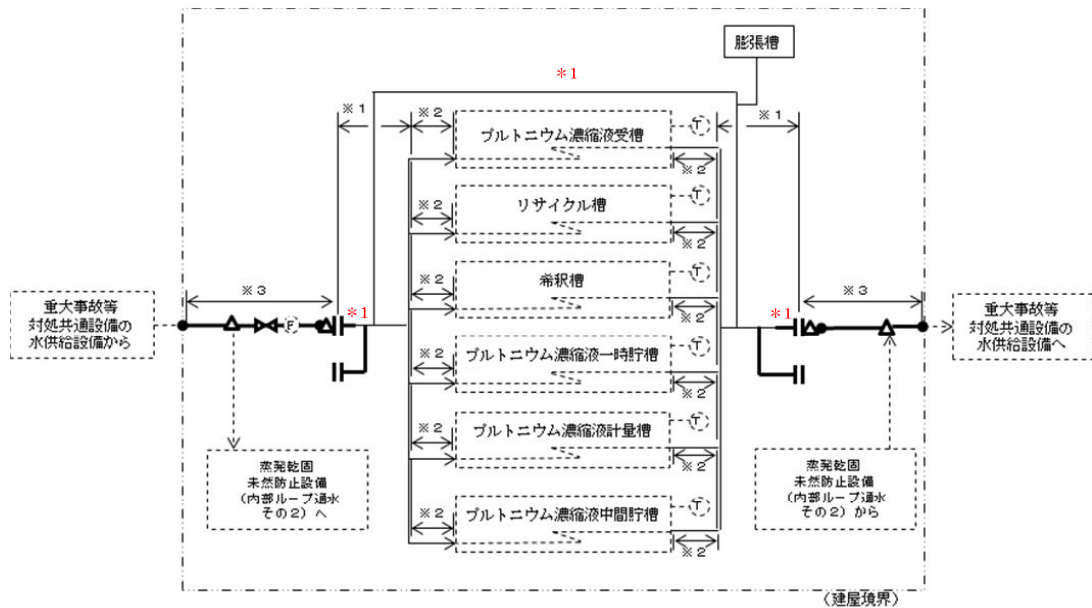 膨張槽
*1
※1
※2
プルトニウム濃縮液受槽
T
※1
※2
※2
リサイクル槽
T
※2
※2
希釈槽
T
※2
※3
重大事故等
対処共通設備の
水供給設備から
F
*1
*1
※3
重大事故等
対処共通設備の
水供給設備へ
※2
プルトニウム濃縮液一時貯槽
T
※2
※2
プルトニウム濃縮液計量槽
T
※2
蒸発乾固
未然防止設備
(内部ループ通水
その2)へ
蒸発乾固
未然防止設備
(内部ループ通水
その2)から
※2
プルトニウム濃縮液中間貯槽
T
※2
(建屋境界)